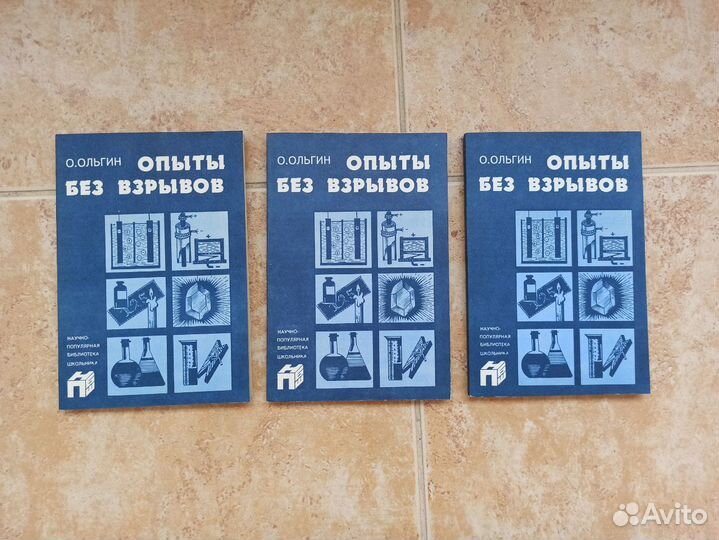 О.ОЛЬГИН ОПЫТЫ
БЕЗ ВЗРЫВОВ
НАУЧНО-
ПОПУЛЯРНАЯ
БИБЛИОТЕКА
ШКОЛЬНИКА
О.ОЛЬГИН ОПЫТЫ
БЕЗ ВЗРЫВОВ
НАУЧНО-
ПОПУЛЯРНАЯ
БИБЛИОТЕКА
ШКОЛЬНИКА
О.ОЛЬГИН ОПЫТЫ
БЕЗ ВЗРЫВОВ
НАУЧНО-
ПОПУЛЯРНАЯ
БИБЛИОТЕКА
ШКОЛЬНИКА
Avito